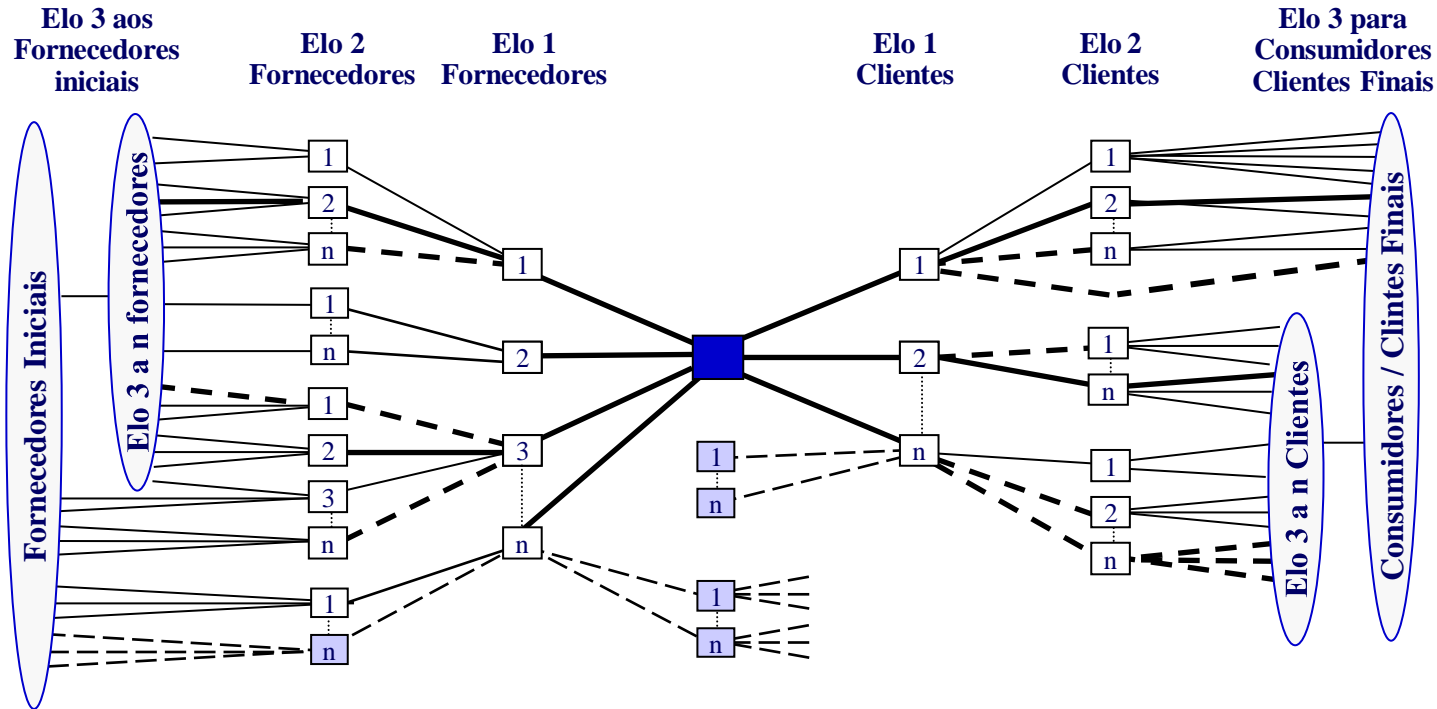 Elo 3 aos
Fornecedores
iniciais
Elo 2
Fornecedores
Elo 1
Fornecedores
Elo 1
Clientes
Elo 2
Clientes
Elo 3 para
Consumidores
Clientes Finais
Fornecedores Iniciais
Elo 3 a n fornecedores
1
2
n
1
n
1
2
3
n
1
n
1
2
3
n
1
n
1
n
1
2
n
1
2
n
1
n
1
2
n
Elo 3 a n Clientes
Consumidores / Clintes Finais